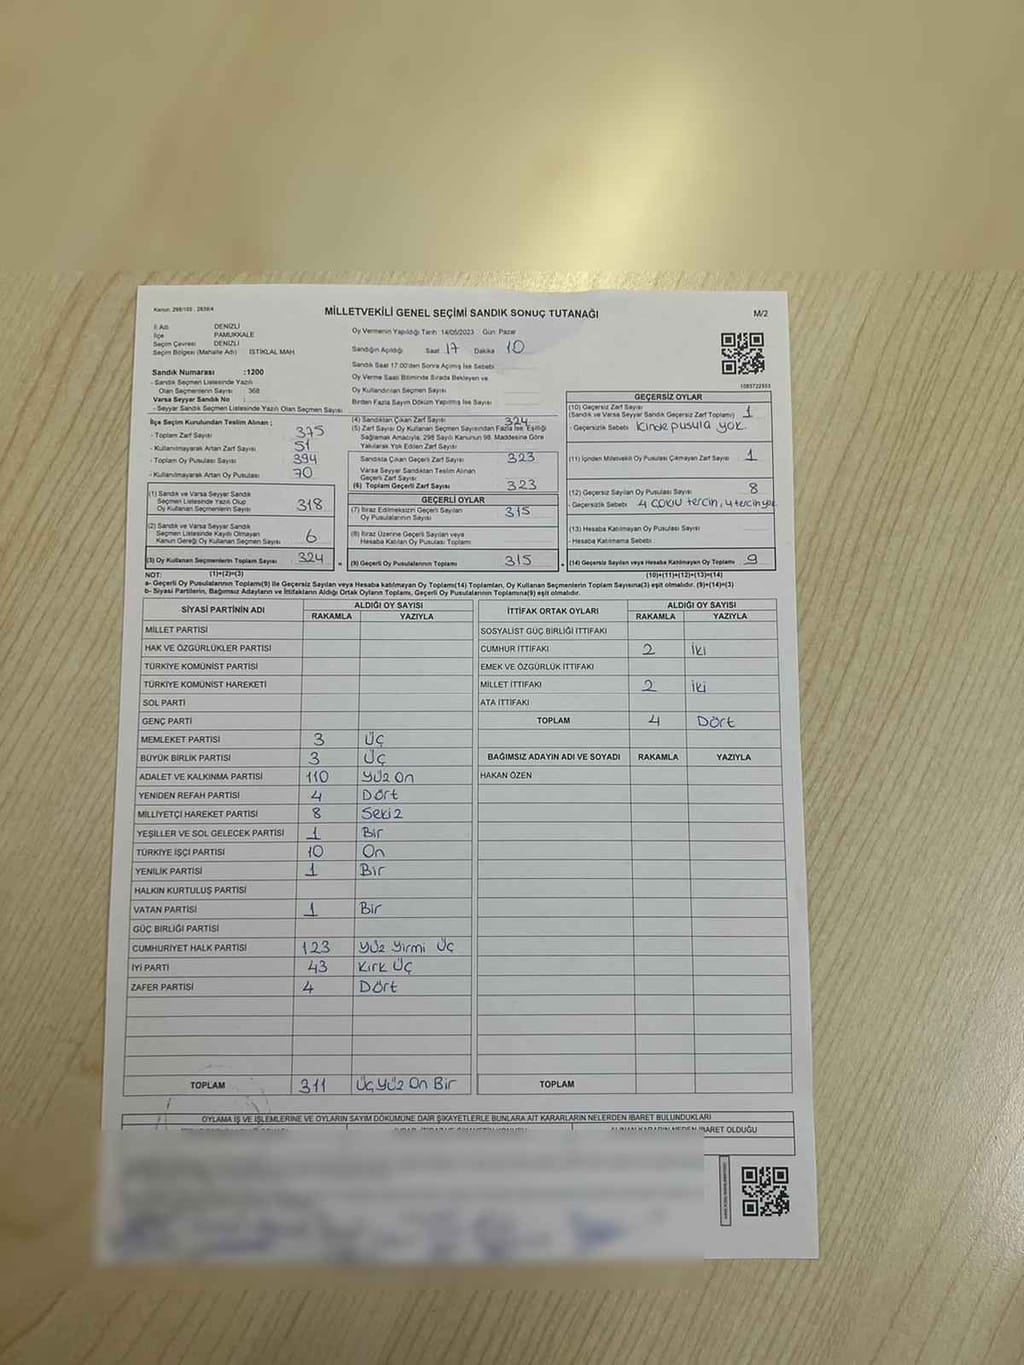 Kanun: 298/105 , 2839/4
MİLLETVEKİLİ GENEL SEÇİMİ SANDIK SONUÇ TUTANAĞI
M/2
İl Adı DENİZLİ
İlçe PAMUKKALE
Seçim Çevresi DENİZLİ
Seçim Bölgesi (Mahalle Adı) İSTİKLAL MAH.
Oy Vermenin Yapıldığı Tarih 14/05/2023 Gün: Pazar
Sandığın Açıldığı Saat 17 Dakika 10
Sandık Saat 17.00'den Sonra Açılmış İse Sebebi
Oy Verme Saati Bitiminde Sırada Bekleyen ve
Oy Kullandırılan Seçmen Sayısı
Birden Fazla Sayım Döküm Yapılmış İse Sayısı
1085722553
Sandık Numarası :1200
- Sandık Seçmen Listesinde Yazılı
Olan Seçmenlerin Sayısı : 368
Varsa Seyyar Sandık No :
- Seyyar Sandık Seçmen Listesinde Yazılı Olan Seçmen Sayısı :
İlçe Seçim Kurulundan Teslim Alınan ;
- Toplam Zarf Sayısı 375
- Kullanılmayarak Artan Zarf Sayısı 51
- Toplam Oy Pusulası Sayısı 394
- Kullanılmayarak Artan Oy Pusulası 70
(1) Sandık ve Varsa Seyyar Sandık
Seçmen Listesinde Yazılı Olup
Oy Kullanan Seçmenlerin Sayısı 318
(2) Sandık ve Varsa Seyyar Sandık
Seçmen Listesinde Kayıtlı Olmayan
Kanun Gereği Oy Kullanan Seçmen Sayısı 6
(3) Oy Kullanan Seçmenlerin Toplam Sayısı 324 =
(1)+(2)=(3)
(4) Sandıktan Çıkan Zarf Sayısı 324
(5) Zarf Sayısı Oy Kullanan Seçmen Sayısından Fazla İse, Eşitliği
Sağlamak Amacıyla, 298 Sayılı Kanunun 98. Maddesine Göre
Yakılarak Yok Edilen Zarf Sayısı
Sandıkta Çıkan Geçerli Zarf Sayısı 323
Varsa Seyyar Sandıktan Teslim Alınan
Geçerli Zarf Sayısı
(6) Toplam Geçerli Zarf Sayısı 323
GEÇERLİ OYLAR
(7) İtiraz Edilmeksizin Geçerli Sayılan
Oy Pusulalarının Sayısı 315
(8) İtiraz Üzerine Geçerli Sayılan veya
Hesaba Katılan Oy Pusulası Toplamı
(9) Geçerli Oy Pusulalarının Toplamı 315 +
GEÇERSİZ OYLAR
(10) Geçersiz Zarf Sayısı
(Sandık ve Varsa Seyyar Sandık Geçersiz Zarf Toplamı) 1
- Geçersizlik Sebebi içinde pusula yok.
(11) İçinden Milletvekili Oy Pusulası Çıkmayan Zarf Sayısı 1
(12) Geçersiz Sayılan Oy Pusulası Sayısı 8
- Geçersizlik Sebebi 4 çoklu tercih, 4 tercih yok
(13) Hesaba Katılmayan Oy Pusulası Sayısı
- Hesaba Katılmama Sebebi :
(14) Geçersiz Sayılan veya Hesaba Katılmayan Oy Toplamı 9
(10)+(11)+(12)+(13)=(14)
NOT:
a- Geçerli Oy Pusulalarının Toplamı(9) ile Geçersiz Sayılan veya Hesaba katılmayan Oy Toplamı(14) Toplamları, Oy Kullanan Seçmenlerin Toplam Sayısına(3) eşit olmalıdır. (9)+(14)=(3)
b- Siyasi Partilerin, Bağımsız Adayların ve İttifakların Aldığı Ortak Oyların Toplamı, Geçerli Oy Pusulalarının Toplamına(9) eşit olmalıdır.
SİYASİ PARTİNİN ADI ALDIĞI OY SAYISI
RAKAMLA YAZIYLA
MİLLET PARTİSİ
HAK VE ÖZGÜRLÜKLER PARTİSİ
TÜRKİYE KOMÜNİST PARTİSİ
TÜRKİYE KOMÜNİST HAREKETİ
SOL PARTİ
GENÇ PARTİ
MEMLEKET PARTİSİ 3 Üç
BÜYÜK BİRLİK PARTİSİ 3 Üç
ADALET VE KALKINMA PARTİSİ 110 Yüz On
YENİDEN REFAH PARTİSİ 4 Dört
MİLLİYETÇİ HAREKET PARTİSİ 8 Sekiz
YEŞİLLER VE SOL GELECEK PARTİSİ 1 Bir
TÜRKİYE İŞÇİ PARTİSİ 10 On
YENİLİK PARTİSİ 1 Bir
HALKIN KURTULUŞ PARTİSİ
VATAN PARTİSİ 1 Bir
GÜÇ BİRLİĞİ PARTİSİ
CUMHURİYET HALK PARTİSİ 123 Yüz Yirmi Üç
İYİ PARTİ 43 Kırk Üç
ZAFER PARTİSİ 4 Dört
TOPLAM 311 Üç Yüz On Bir
İTTİFAK ORTAK OYLARI ALDIĞI OY SAYISI
RAKAMLA YAZIYLA
SOSYALİST GÜÇ BİRLİĞİ İTTİFAKI
CUMHUR İTTİFAKI 2 iki
EMEK VE ÖZGÜRLÜK İTTİFAKI
MİLLET İTTİFAKI 2 iki
ATA İTTİFAKI
TOPLAM 4 Dört
BAĞIMSIZ ADAYIN ADI VE SOYADI RAKAMLA YAZIYLA
HAKAN ÖZEN
TOPLAM
OYLAMA İŞ VE İŞLEMLERİNE VE OYLARIN SAYIM DÖKÜMÜNE DAİR ŞİKAYETLERLE BUNLARA AİT KARARLARIN NELERDEN İBARET BULUNDUKLARI
ALINAN KARARIN NEDEN İBARET OLDUĞU